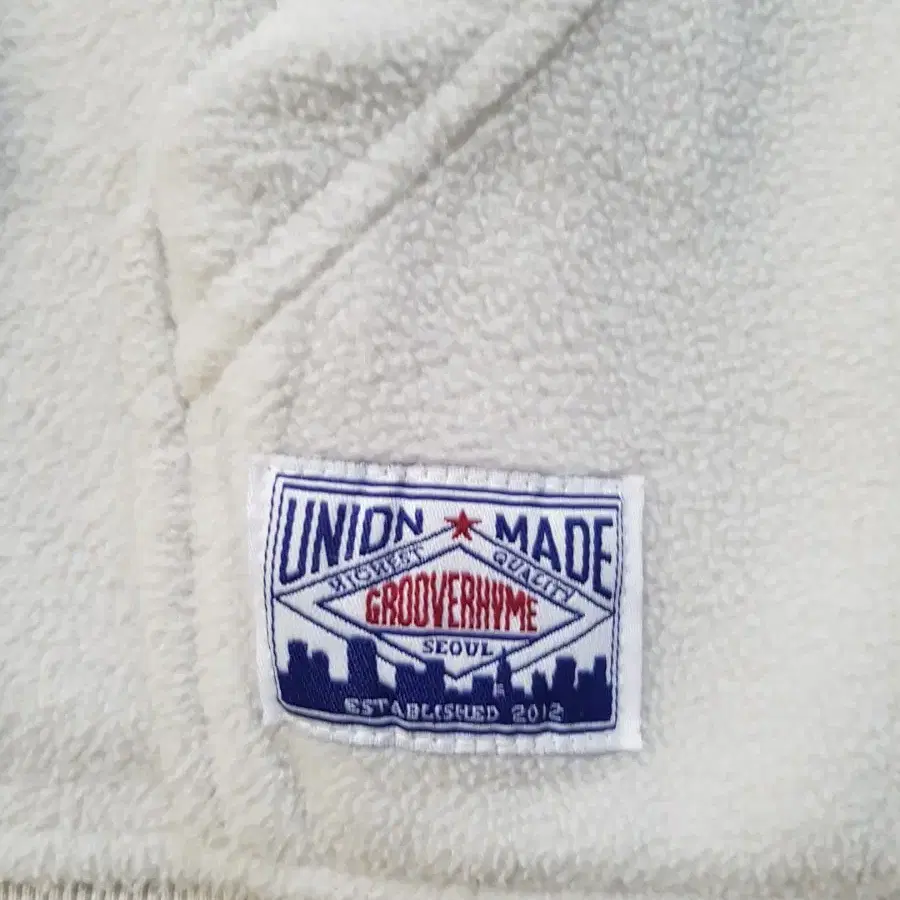 UNION ★ MADE
HIGHEST QUALITY
GROOVERHYME
SEOUL
ESTABLISHED 2012